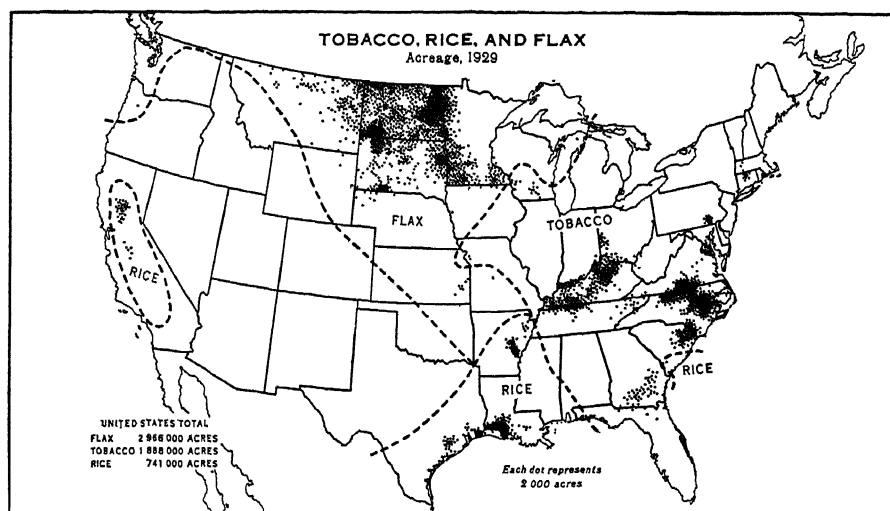 TOBACCO, RICE, AND FLAX
Acreage, 1929
FLAX
TOBACCO
RICE
RICE
RICE
UNITED STATES TOTAL
FLAX 2 966 000 ACRES
TOBACCO 1 888 000 ACRES
RICE 741 000 ACRES
Each dot represents
2 000 acres